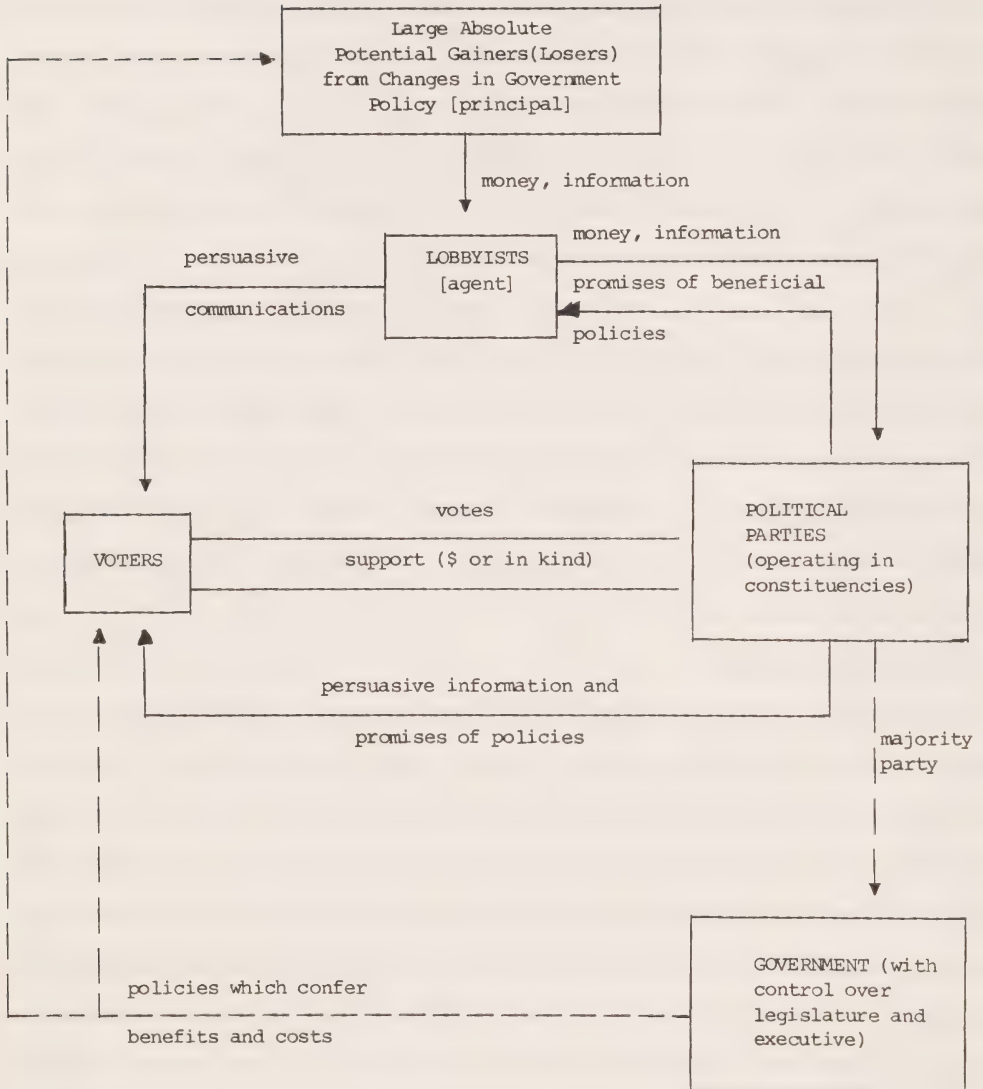 Large Absolute
Potential Gainers(Losers)
from Changes in Government
Policy [principal]
money, information
LOBBYISTS
[agent]
persuasive
communications
money, information
promises of beneficial
policies
VOTERS
votes
support ($ or in kind)
POLITICAL
PARTIES
(operating in
constituencies)
persuasive information and
promises of policies
majority
party
GOVERNMENT (with
control over
legislature and
executive)
policies which confer
benefits and costs